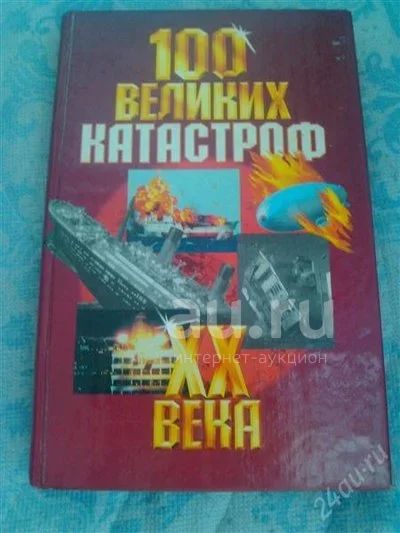 100
ВЕЛИКИХ
КАТАСТРОФ
au.ru
интернет-аукцион
XX
ВЕКА
24au.ru